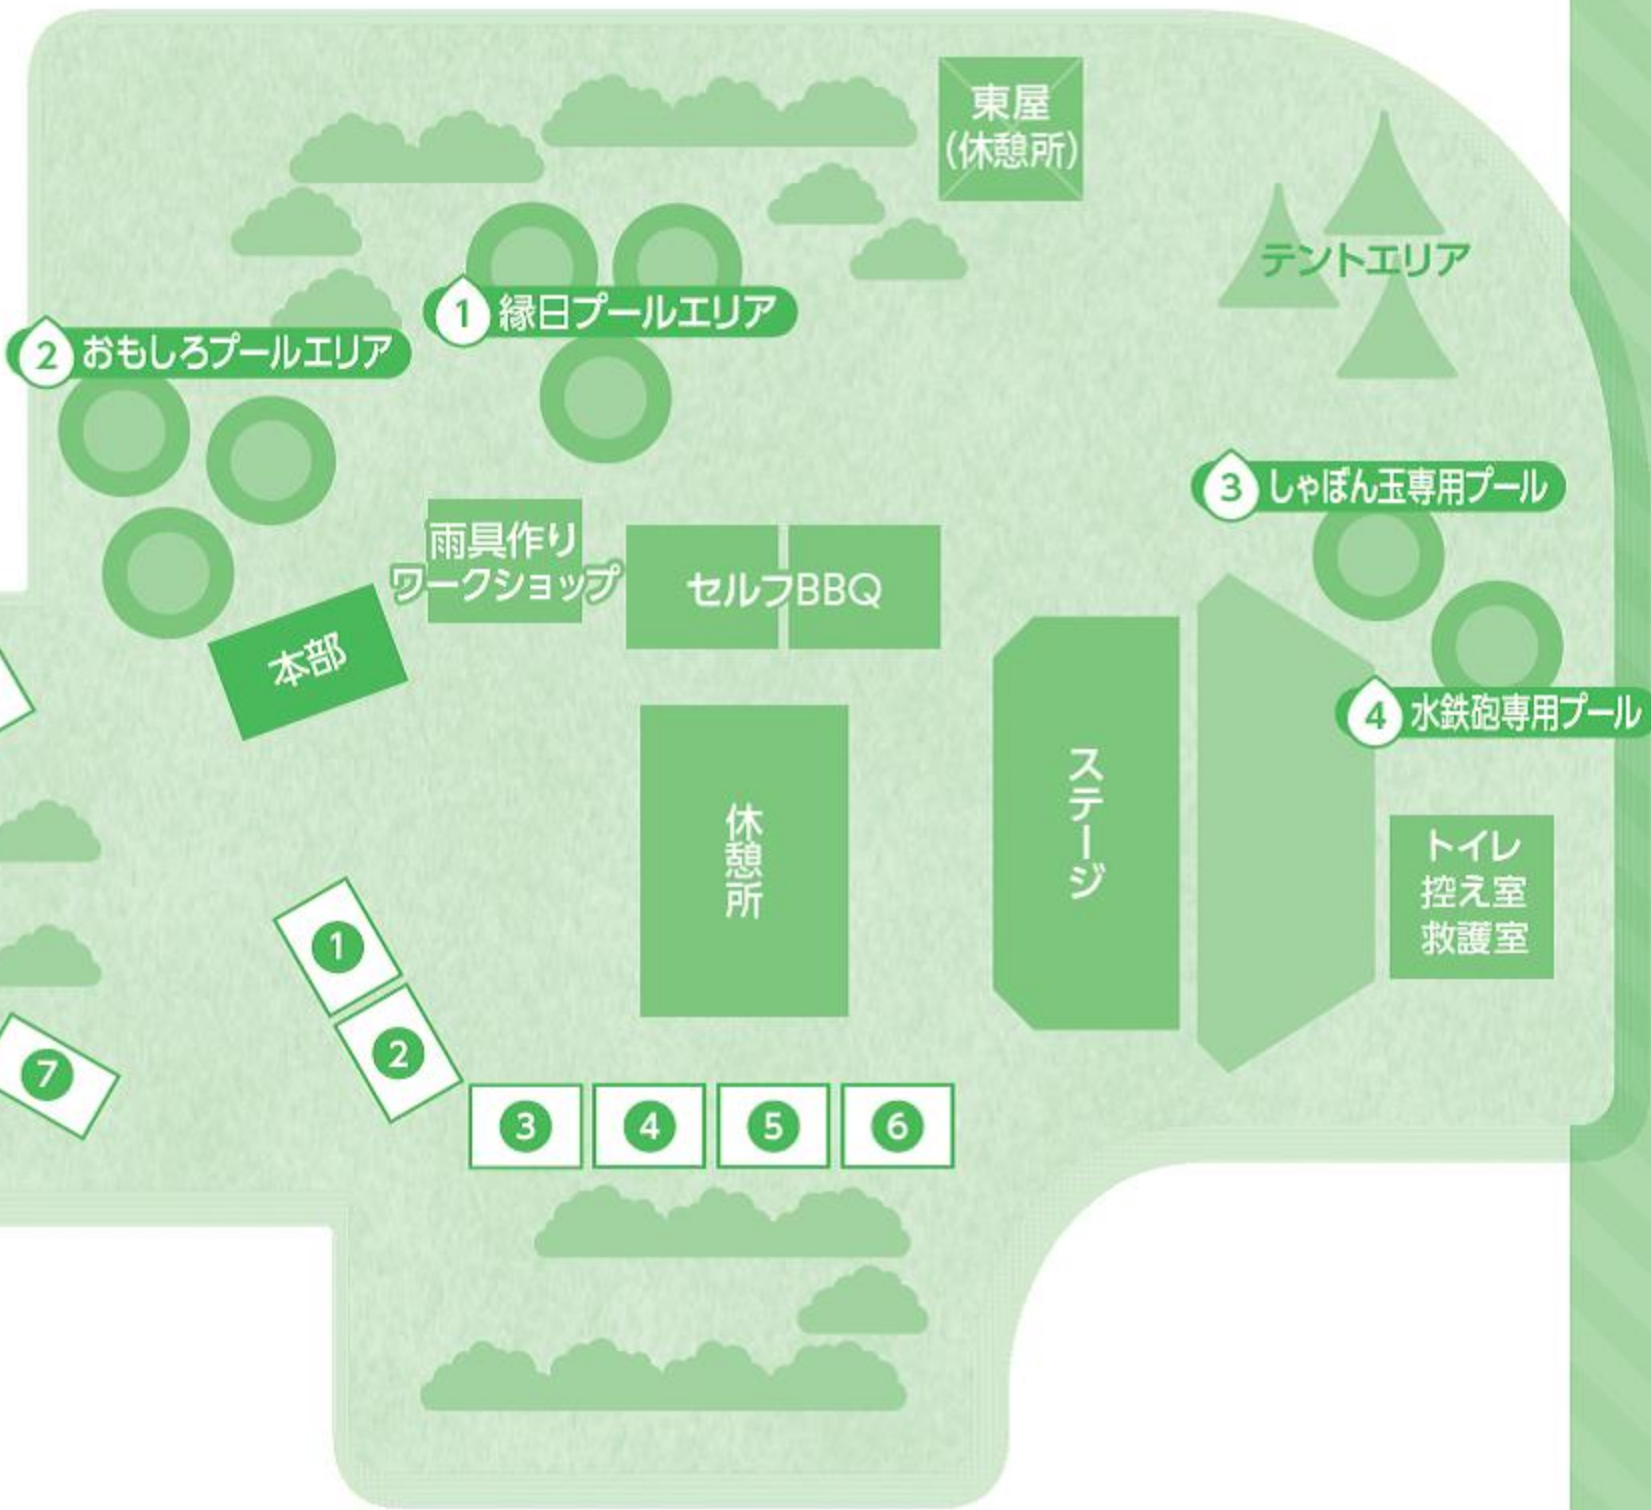 東屋
(休憩所)
テントエリア
1 縁日プールエリア
2 おもしろプールエリア
3 しゃぼん玉専用プール
雨具作り
ワークショップ
セルフBBQ
本部
4 水鉄砲専用プール
ステージ
休憩所
トイレ
控え室
救護室
1
2
7
3
4
5
6